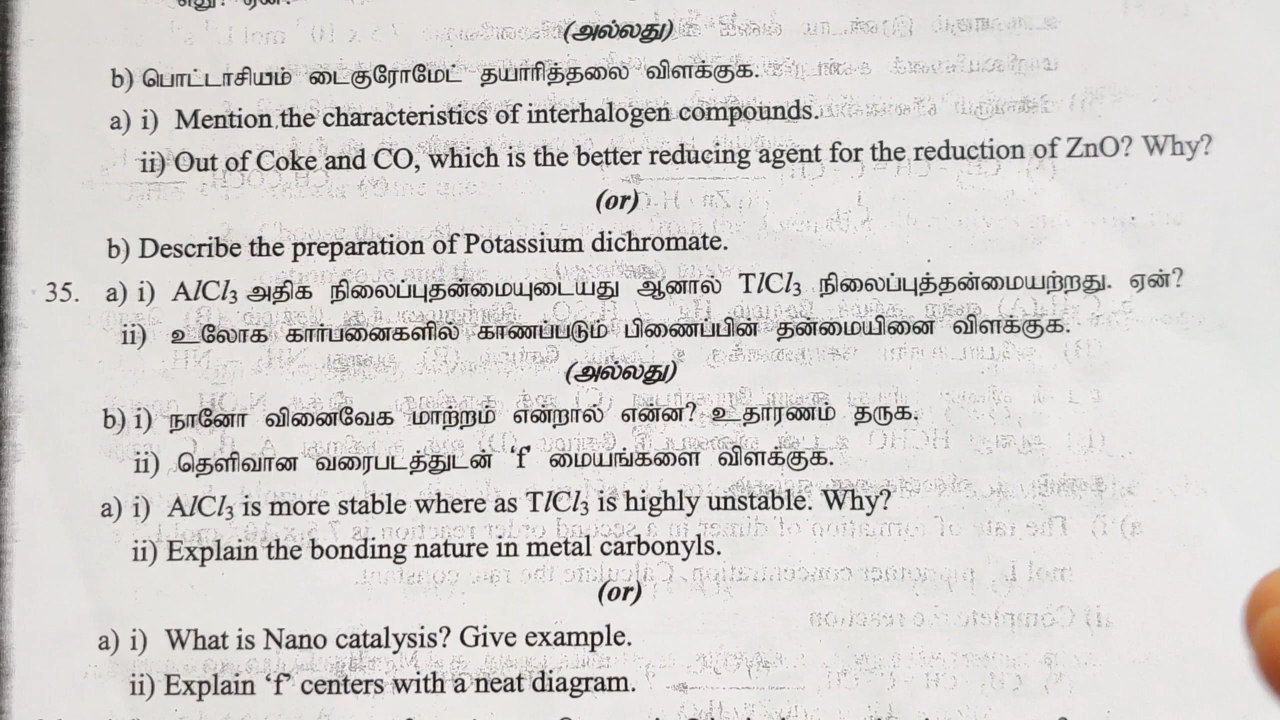 (அல்லது)
b) பொட்டாசியம் டைகுரோமேட் தயாரித்தலை விளக்குக.
a) i) Mention the characteristics of interhalogen compounds.
ii) Out of Coke and CO, which is the better reducing agent for the reduction of ZnO? Why?
(or)
b) Describe the preparation of Potassium dichromate.
35. a) i) AlCl3 அதிக நிலைப்புதன்மையுடையது ஆனால் TlCl3 நிலைப்புத்தன்மையற்றது. ஏன்?
ii) உலோக கார்பனைகளில் காணப்படும் பிணைப்பின் தன்மையினை விளக்குக.
(அல்லது)
b) i) நானோ வினைவேக மாற்றம் என்றால் என்ன? உதாரணம் தருக.
ii) தெளிவான வரைபடத்துடன் ‘f’ மையங்களை விளக்குக.
a) i) AlCl3 is more stable where as TlCl3 is highly unstable. Why?
ii) Explain the bonding nature in metal carbonyls.
(or)
a) i) What is Nano catalysis? Give example.
ii) Explain ‘f’ centers with a neat diagram.